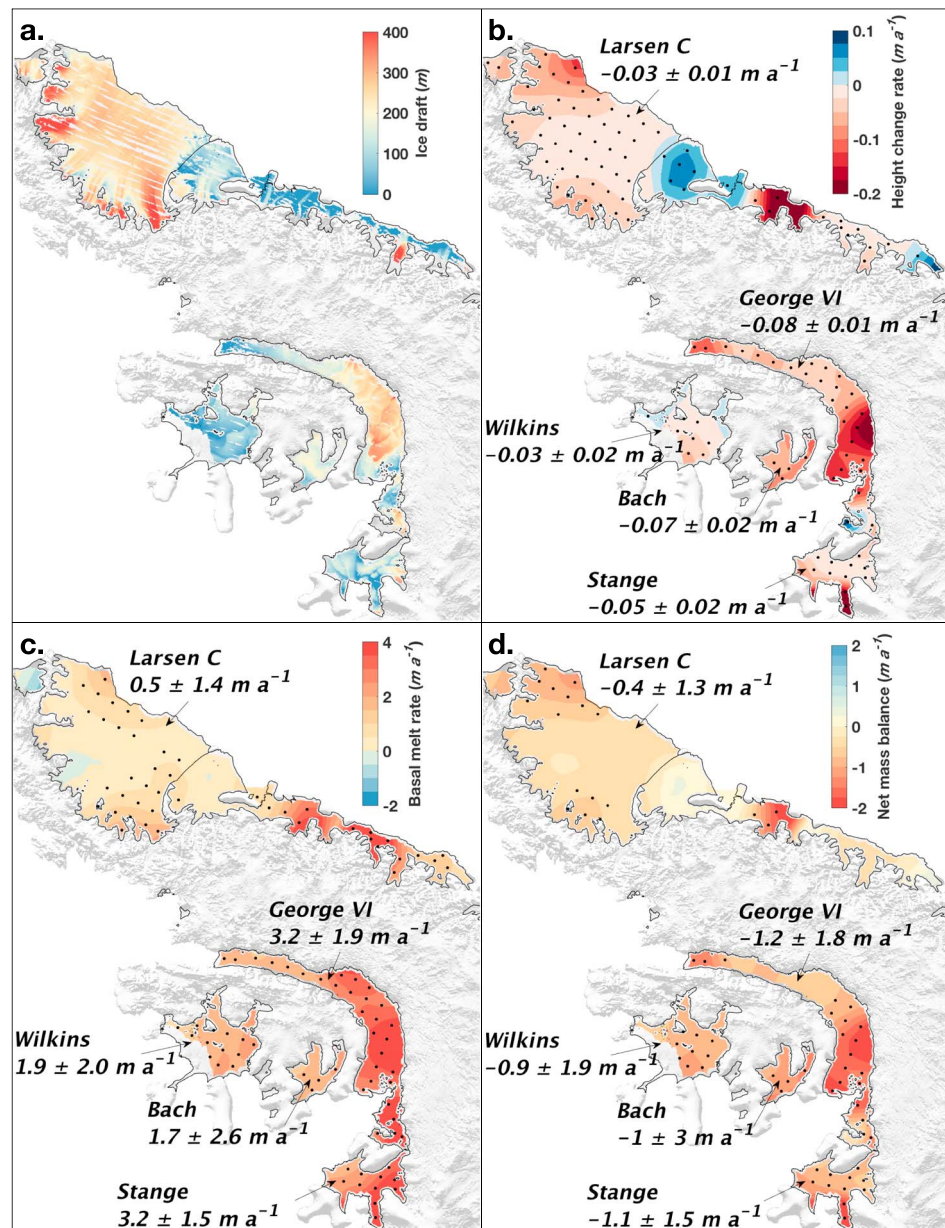 a.
400
300
200
100
0
Ice draft (m)
b.
Larsen C
−0.03 ± 0.01 m a−1
0.1
0
-0.1
-0.2
Height change rate (m a−1)
George VI
−0.08 ± 0.01 m a−1
Wilkins
−0.03 ± 0.02 m a−1
Bach
−0.07 ± 0.02 m a−1
Stange
−0.05 ± 0.02 m a−1
c.
Larsen C
0.5 ± 1.4 m a−1
4
2
0
-2
Basal melt rate (m a−1)
George VI
3.2 ± 1.9 m a−1
Wilkins
1.9 ± 2.0 m a−1
Bach
1.7 ± 2.6 m a−1
Stange
3.2 ± 1.5 m a−1
d.
Larsen C
−0.4 ± 1.3 m a−1
2
1
0
-1
-2
Net mass balance (m a−1)
George VI
−1.2 ± 1.8 m a−1
Wilkins
−0.9 ± 1.9 m a−1
Bach
−1 ± 3 m a−1
Stange
−1.1 ± 1.5 m a−1